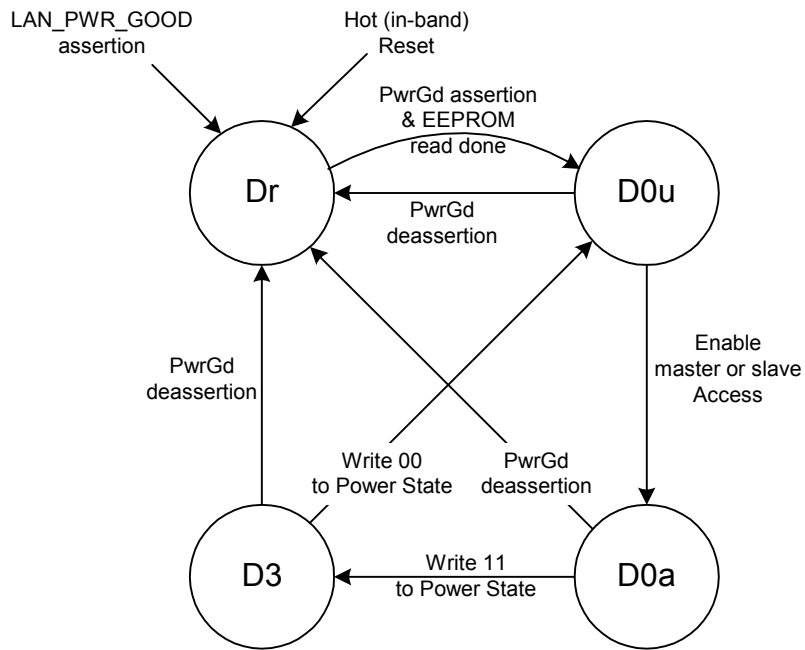 LAN_PWR_GOOD
assertion
Hot (in-band)
Reset
PwrGd assertion
& EEPROM
read done
Dr
D0u
PwrGd
deassertion
Enable
master or slave
Access
PwrGd
deassertion
Write 00
to Power State
PwrGd
deassertion
D3
Write 11
to Power State
D0a